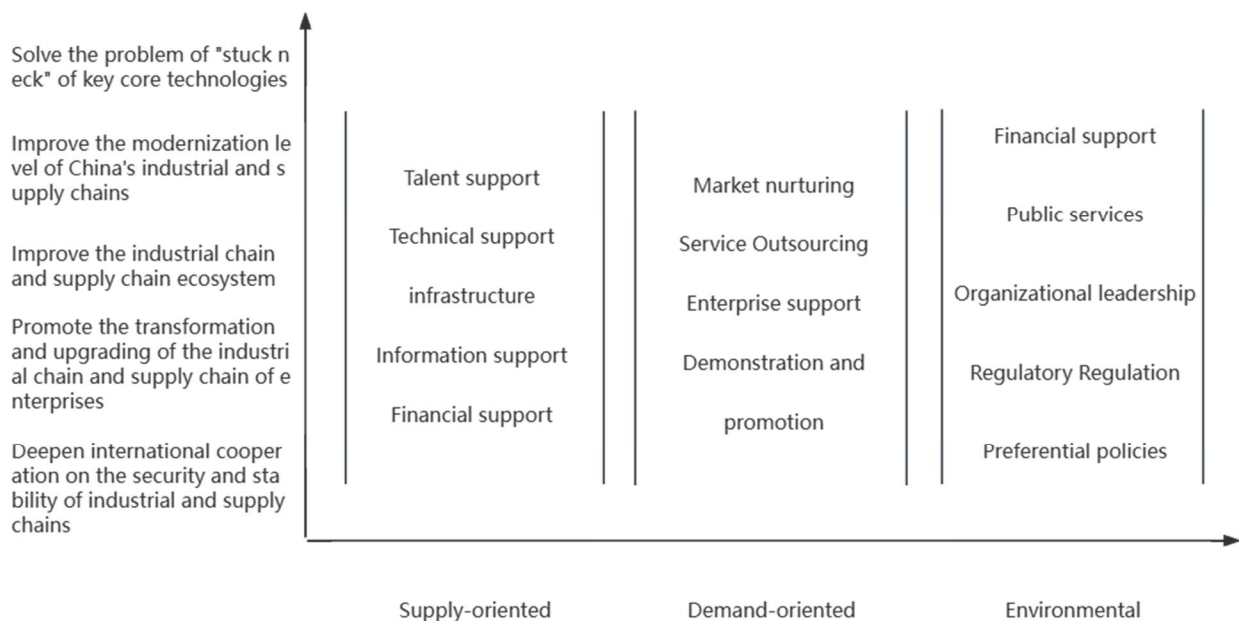 Solve the problem of "stuck n
eck" of key core technologies
Improve the modernization le
vel of China's industrial and s
upply chains
Improve the industrial chain
and supply chain ecosystem
Promote the transformation
and upgrading of the industri
al chain and supply chain of e
nterprises
Deepen international cooper
ation on the security and sta
bility of industrial and supply
chains
Talent support
Technical support
infrastructure
Information support
Financial support
Market nurturing
Service Outsourcing
Enterprise support
Demonstration and
promotion
Financial support
Public services
Organizational leadership
Regulatory Regulation
Preferential policies
Supply-oriented
Demand-oriented
Environmental